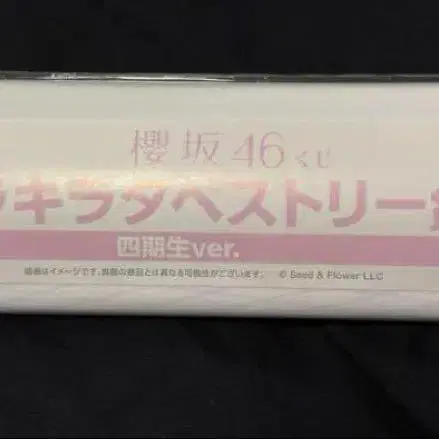 櫻坂46くじ
キラタペストリー
四期生ver.
画像はイメージです。実際の商品とは異なる可能性がございます。 © Seed & Flower LLC